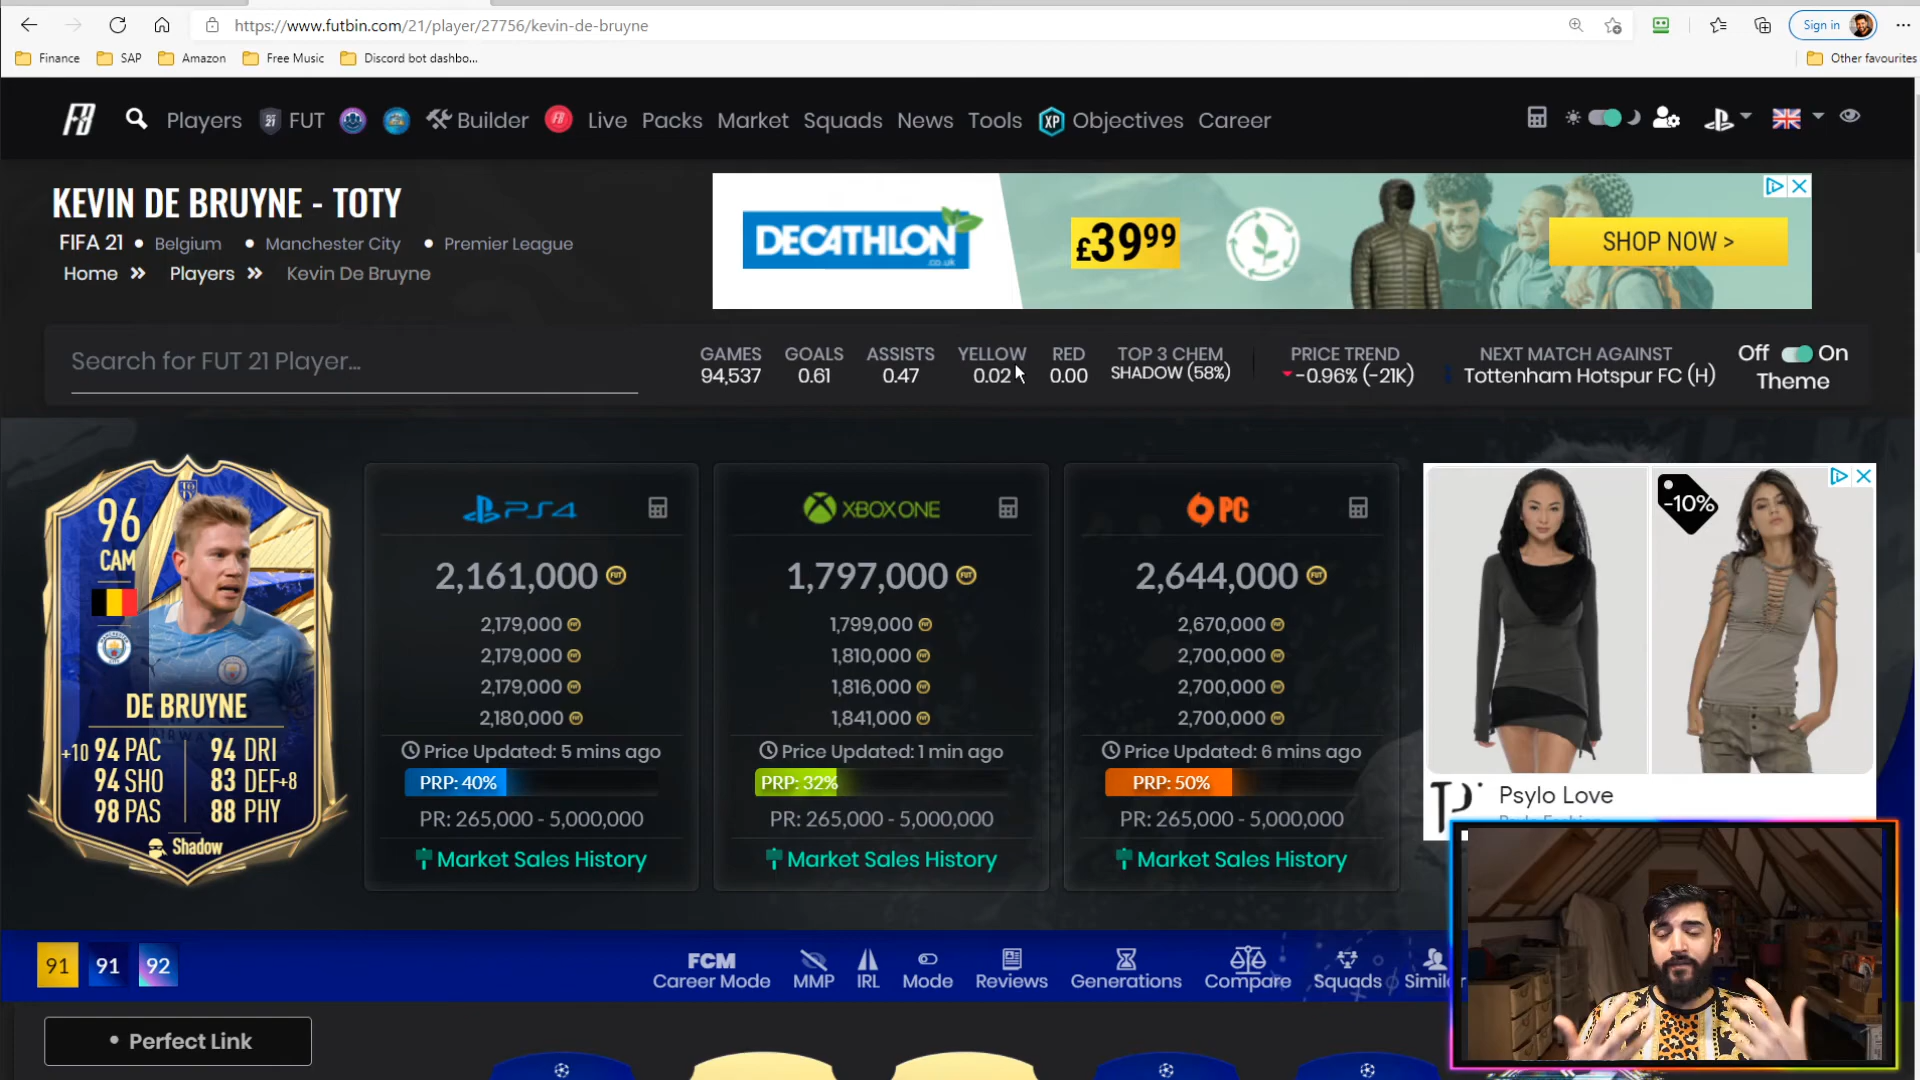 https://www.futbin.com/21/player/27756/kevin-de-bruyne
Sign in
Finance
SAP
Amazon
Free Music
Discord bot dashbo...
Other favourites
Players
FUT
Builder
Live
Packs
Market
Squads
News
Tools
XP
Objectives
Career
KEVIN DE BRUYNE - TOTY
FIFA 21 • Belgium • Manchester City • Premier League
Home » Players » Kevin De Bruyne
DECATHLON
.co.uk
£39.99
SHOP NOW >
Search for FUT 21 Player...
GAMES
94,537
GOALS
0.61
ASSISTS
0.47
YELLOW
0.02
RED
0.00
TOP 3 CHEM
SHADOW (58%)
PRICE TREND
-0.96% (-21K)
NEXT MATCH AGAINST
Tottenham Hotspur FC (H)
Off On
Theme
96
CAM
DE BRUYNE
+10 94 PAC 94 DRI
94 SHO 83 DEF+8
98 PAS 88 PHY
Shadow
PS4
2,161,000
2,179,000
2,179,000
2,179,000
2,180,000
Price Updated: 5 mins ago
PRP: 40%
PR: 265,000 - 5,000,000
Market Sales History
XBOX ONE
1,797,000
1,799,000
1,810,000
1,816,000
1,841,000
Price Updated: 1 min ago
PRP: 32%
PR: 265,000 - 5,000,000
Market Sales History
PC
2,644,000
2,670,000
2,700,000
2,700,000
2,700,000
Price Updated: 6 mins ago
PRP: 50%
PR: 265,000 - 5,000,000
Market Sales History
-10%
Psylo Love
91 91 92
FCM
Career Mode
MMP
IRL
Mode
Reviews
Generations
Compare
Squads
Simil
• Perfect Link